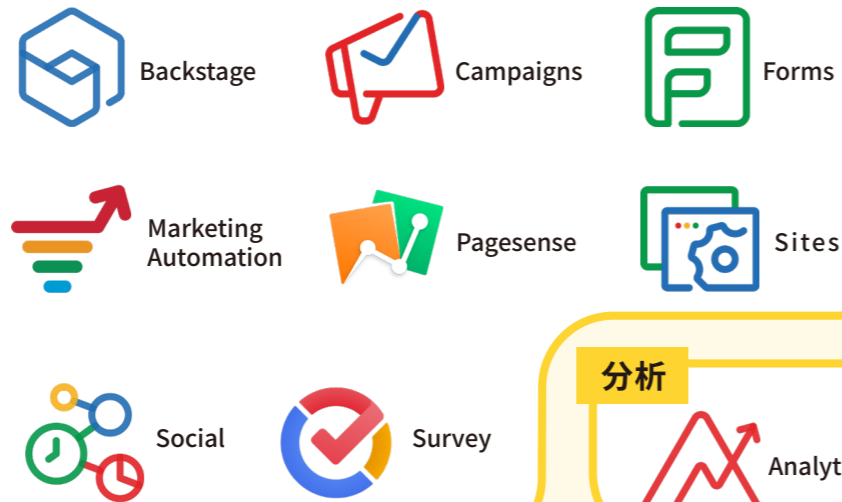 Backstage
Campaigns
Forms
Marketing
Automation
Pagesense
Sites
Social
Survey
分析
Analyt